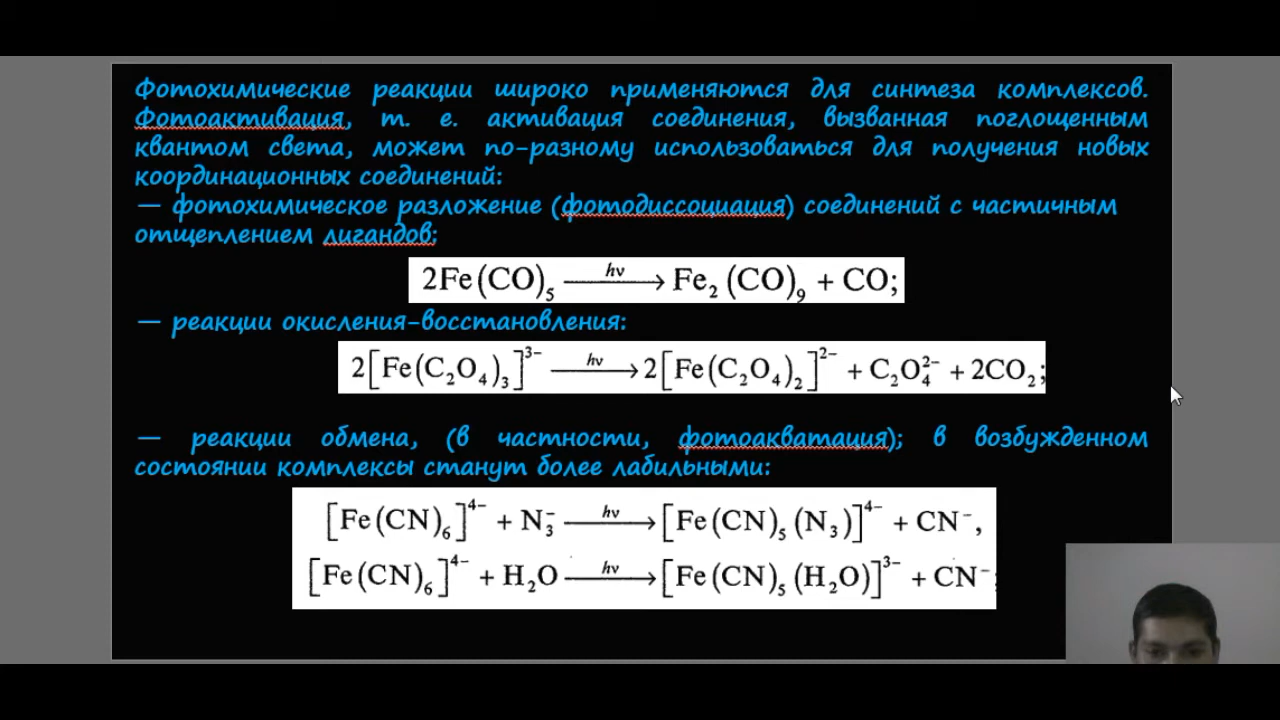 Фотохимические реакции широко применяются для синтеза комплексов.
Фотоактивация, т. е. активация соединения, вызванная поглощенным
квантом света, может по-разному использоваться для получения новых
координационных соединений:
— фотохимическое разложение (фотодиссоциация) соединений с частичным
отщеплением лигандов;
2Fe(CO)₅ —hν→ Fe₂(CO)₉ + CO;
— реакции окисления-восстановления:
2[Fe(C₂O₄)₃]³⁻ —hν→ 2[Fe(C₂O₄)₂]²⁻ + C₂O₄²⁻ + 2CO₂;
— реакции обмена, (в частности, фотоакватация); в возбужденном
состоянии комплексы станут более лабильными:
[Fe(CN)₆]⁴⁻ + N₃⁻ —hν→ [Fe(CN)₅(N₃)]⁴⁻ + CN⁻,
[Fe(CN)₆]⁴⁻ + H₂O —hν→ [Fe(CN)₅(H₂O)]³⁻ + CN⁻;